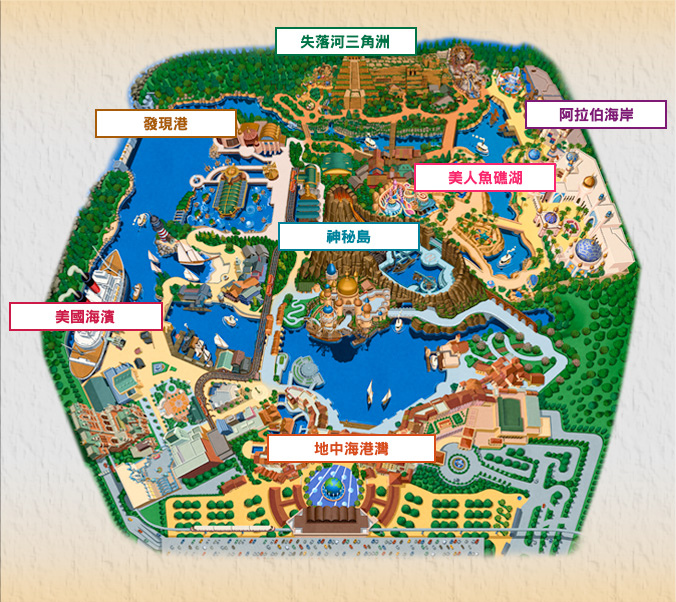 失落河三角洲
阿拉伯海岸
發現港
美人魚礁湖
神秘島
美國海濱
地中海港灣